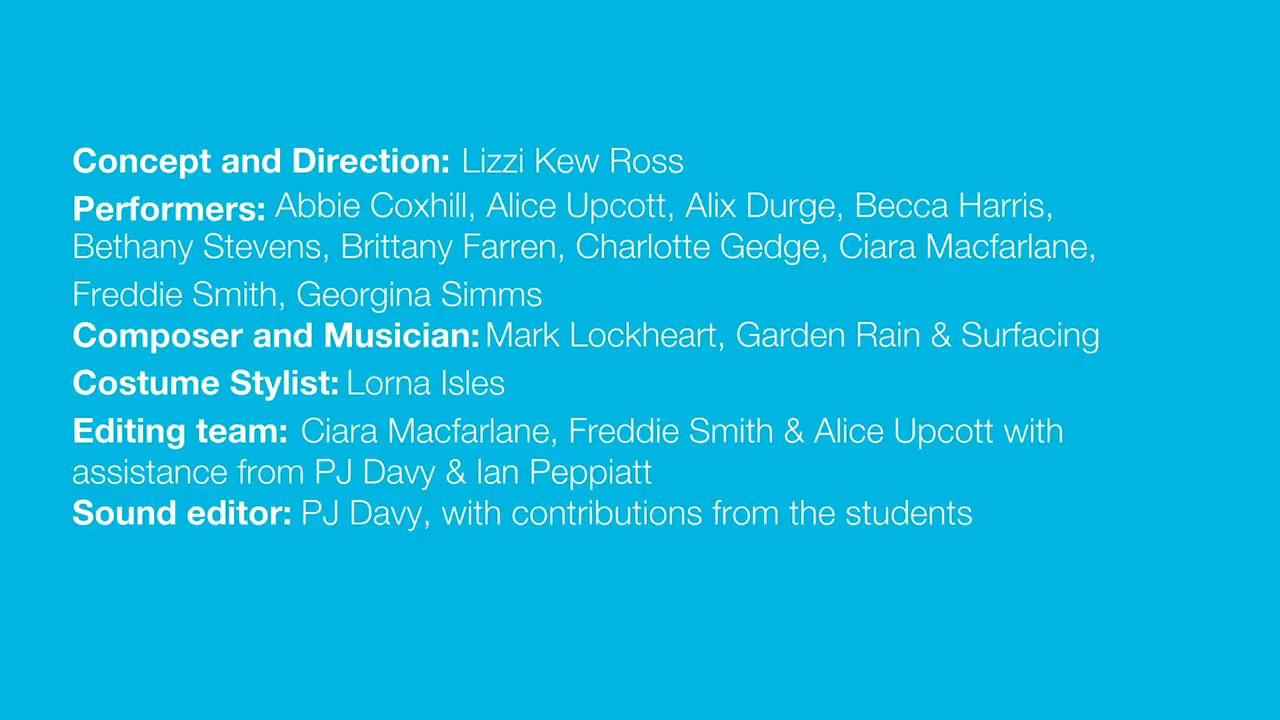 Concept and Direction: Lizzi Kew Ross
Performers: Abbie Coxhill, Alice Upcott, Alix Durge, Becca Harris,
Bethany Stevens, Brittany Farren, Charlotte Gedge, Ciara Macfarlane,
Freddie Smith, Georgina Simms
Composer and Musician: Mark Lockheart, Garden Rain & Surfacing
Costume Stylist: Lorna Isles
Editing team: Ciara Macfarlane, Freddie Smith & Alice Upcott with
assistance from PJ Davy & Ian Peppiatt
Sound editor: PJ Davy, with contributions from the students